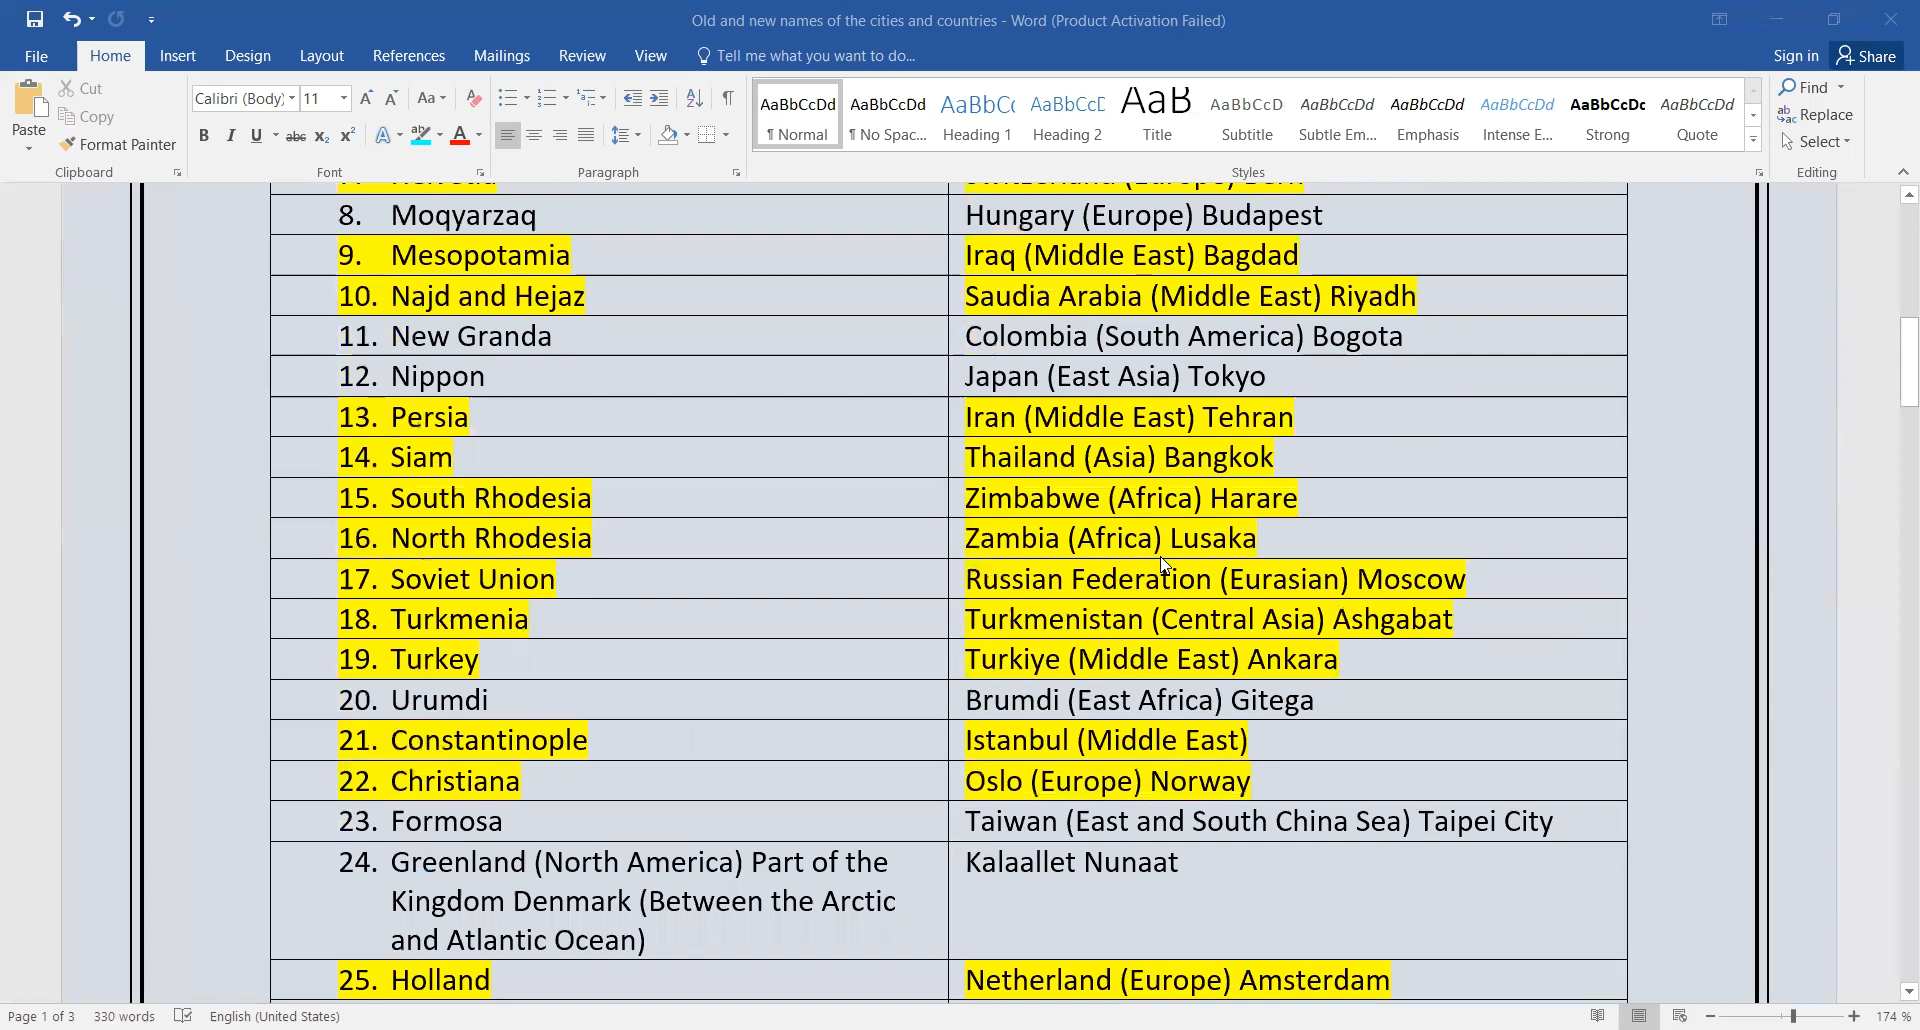 Old and new names of the cities and countries - Word (Product Activation Failed)
File Home Insert Design Layout References Mailings Review View Tell me what you want to do... Sign in Share
Paste Cut
Copy
Format Painter
Calibri (Body) 11
AaBbCcDd AaBbCcDd AaBbCc AaBbCcC AaB AaBbCcD AaBbCcDd AaBbCcDd AaBbCcDd AaBbCcDc AaBbCcDd
¶ Normal ¶ No Spac... Heading 1 Heading 2 Title Subtitle Subtle Em... Emphasis Intense E... Strong Quote
Find
Replace
Select
Clipboard Font Paragraph Styles Editing
8. Moqyarzaq Hungary (Europe) Budapest
9. Mesopotamia Iraq (Middle East) Bagdad
10. Najd and Hejaz Saudia Arabia (Middle East) Riyadh
11. New Granda Colombia (South America) Bogota
12. Nippon Japan (East Asia) Tokyo
13. Persia Iran (Middle East) Tehran
14. Siam Thailand (Asia) Bangkok
15. South Rhodesia Zimbabwe (Africa) Harare
16. North Rhodesia Zambia (Africa) Lusaka
17. Soviet Union Russian Federation (Eurasian) Moscow
18. Turkmenia Turkmenistan (Central Asia) Ashgabat
19. Turkey Turkiye (Middle East) Ankara
20. Urumdi Brumdi (East Africa) Gitega
21. Constantinople Istanbul (Middle East)
22. Christiana Oslo (Europe) Norway
23. Formosa Taiwan (East and South China Sea) Taipei City
24. Greenland (North America) Part of the Kalaallet Nunaat
Kingdom Denmark (Between the Arctic
and Atlantic Ocean)
25. Holland Netherland (Europe) Amsterdam
Page 1 of 3 330 words English (United States) 174 %